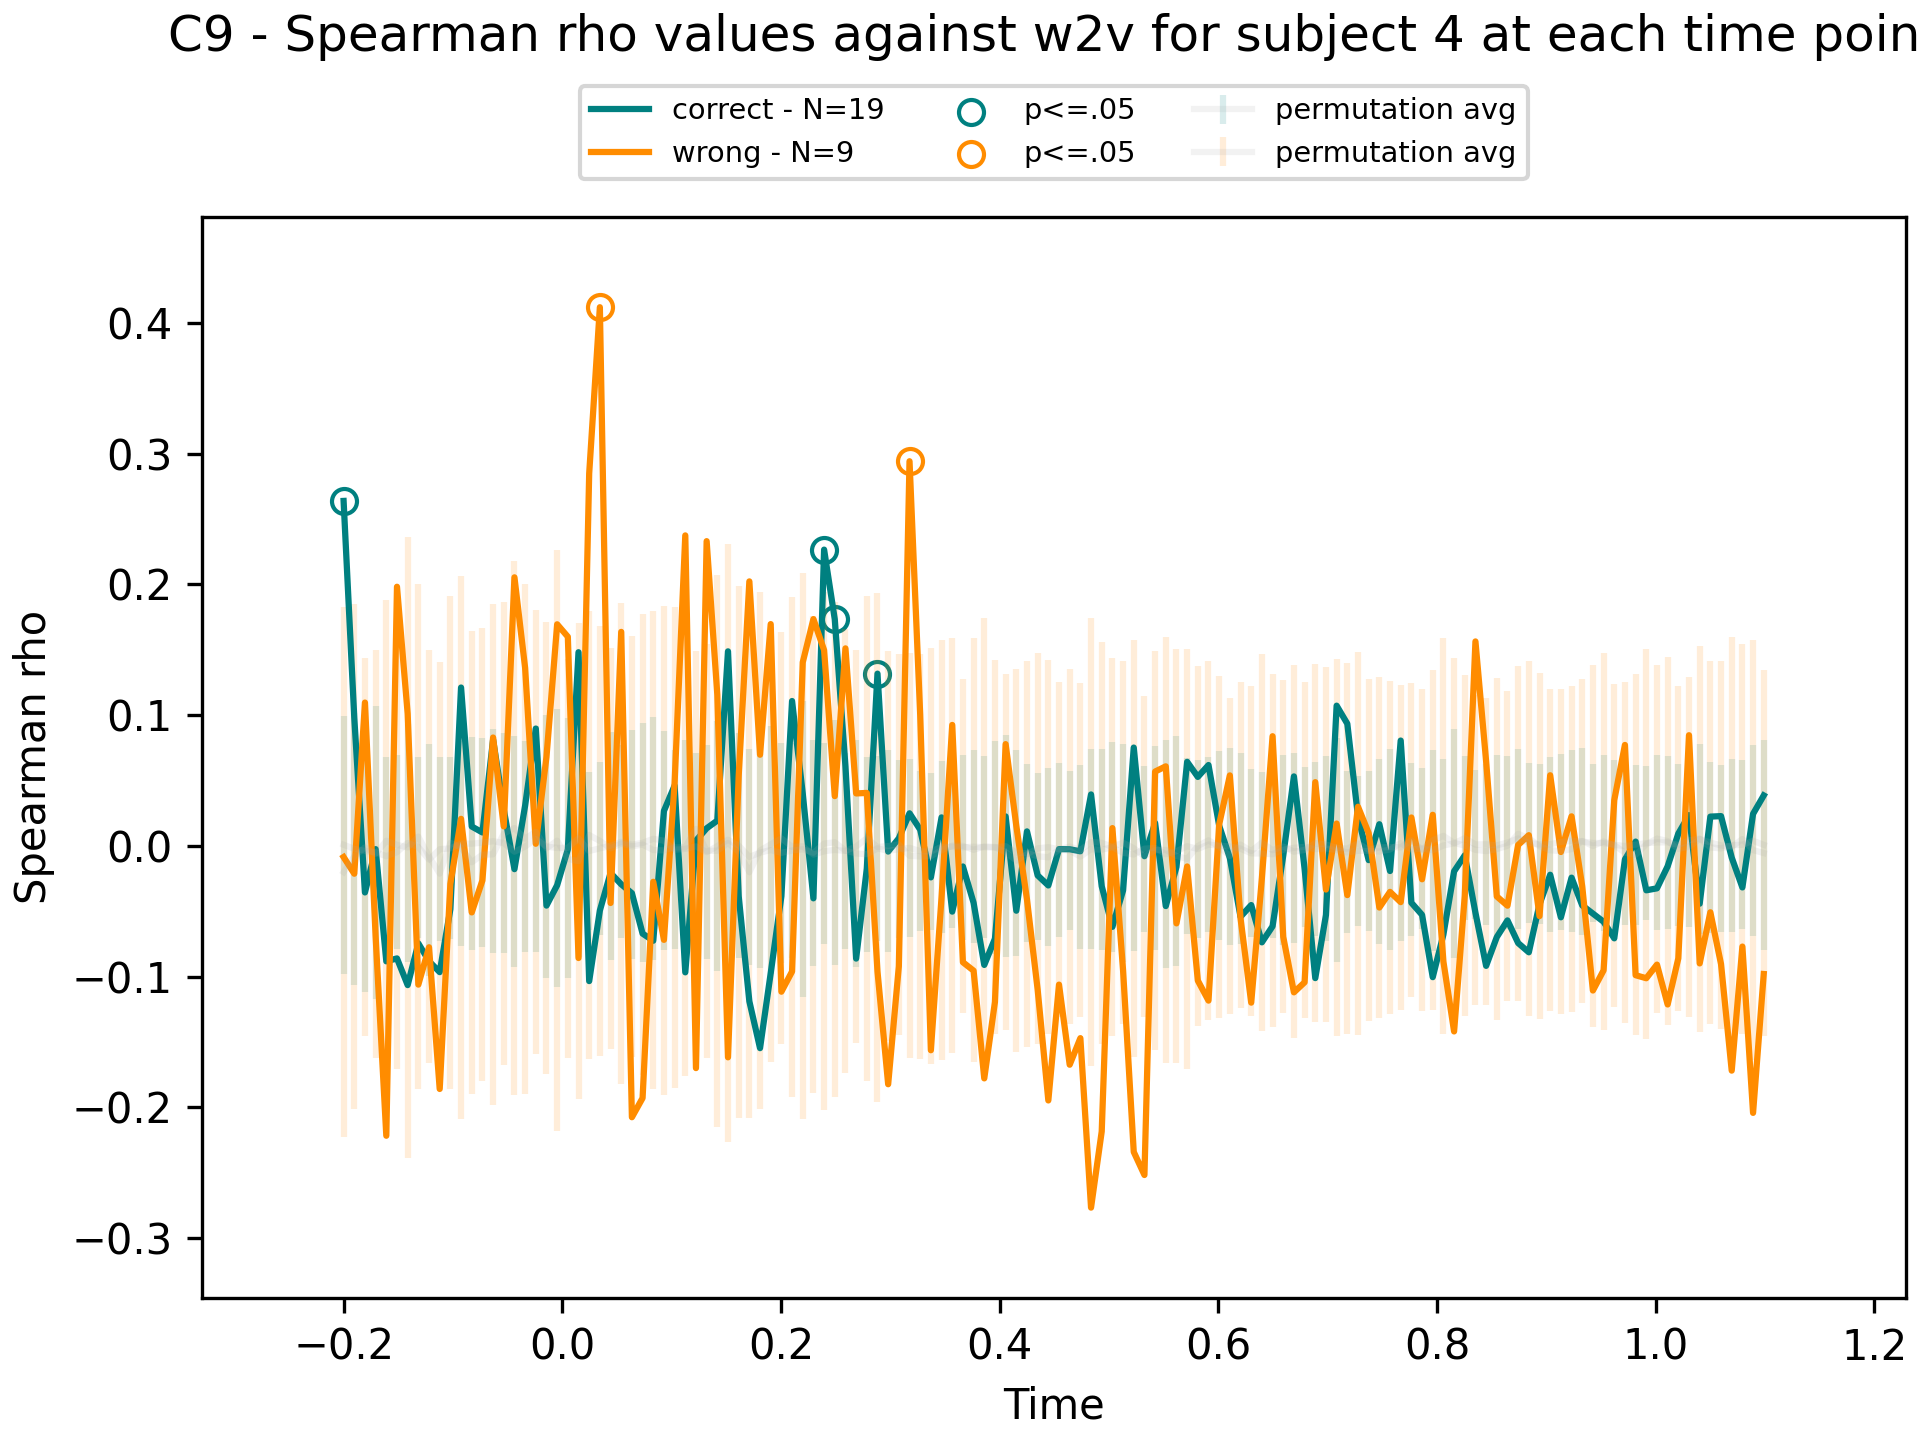 C9 - Spearman rho values against w2v for subject 4 at each time poin
correct - N=19 p<=.05 permutation avg
wrong - N=9 p<=.05 permutation avg
Spearman rho
0.4
0.3
0.2
0.1
0.0
−0.1
−0.2
−0.3
−0.2 0.0 0.2 0.4 0.6 0.8 1.0 1.2
Time